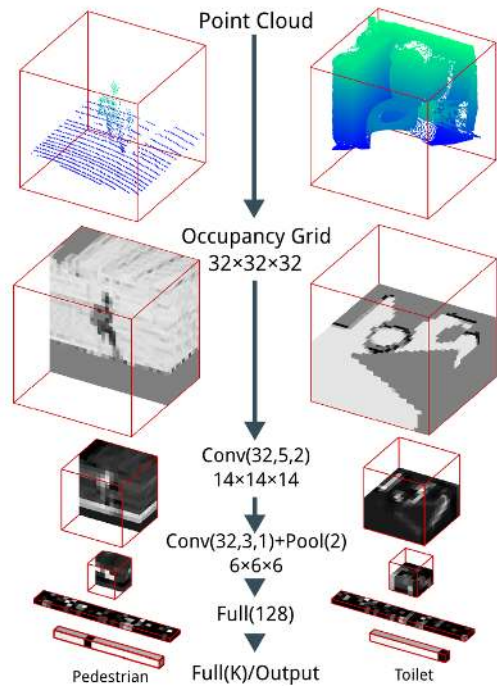 Point Cloud
Occupancy Grid
32×32×32
Conv(32,5,2)
14×14×14
Conv(32,3,1)+Pool(2)
6×6×6
Full(128)
Pedestrian
Full(K)/Output
Toilet